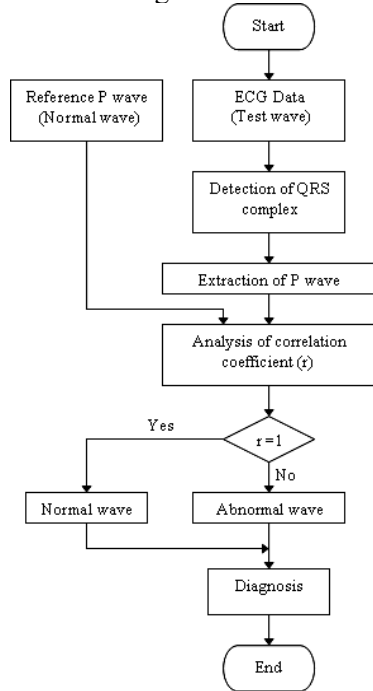 Start
Reference P wave
(Normal wave)
ECG Data
(Test wave)
Detection of QRS
complex
Extraction of P wave
Analysis of correlation
coefficient (r)
Yes
r=1
No
Normal wave
Abnormal wave
Diagnosis
End